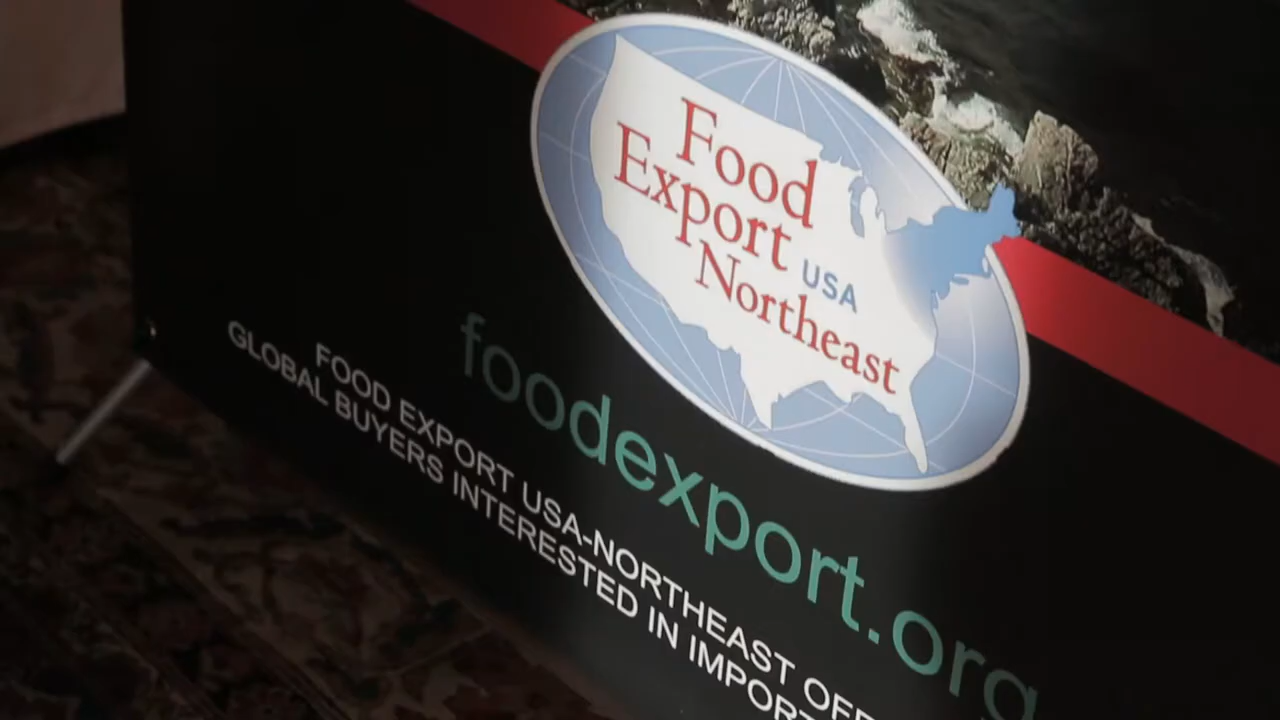 Food
Export USA
Northeast
foodexport.org
FOOD EXPORT USA-NORTHEAST
GLOBAL BUYERS INTERESTED IN